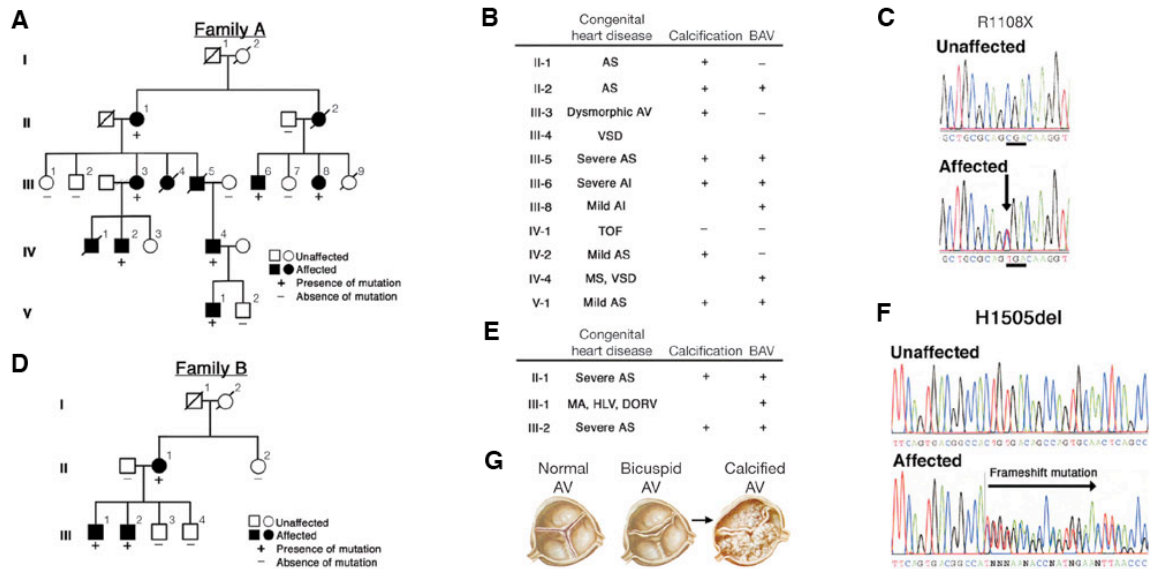 A
Family A
I
1 2
II
1 2
+ −
III
1 2 3 4 5 6 7 8 9
− − + − + − +
IV
1 2 3 4
+ +
Unaffected
Affected
+ Presence of mutation
− Absence of mutation
V
1 2
+ −
B
Congenital heart disease Calcification BAV
II-1 AS + −
II-2 AS + +
III-3 Dysmorphic AV + −
III-4 VSD
III-5 Severe AS + +
III-6 Severe AI + +
III-8 Mild AI +
IV-1 TOF − −
IV-2 Mild AS + −
IV-4 MS, VSD +
V-1 Mild AS + +
C
R1108X
Unaffected
GCTGCGCAGCGACAAGGT
Affected
GCTGCGCAGTGACAAGGT
D
Family B
I
1 2
II
1 2
− + −
III
1 2 3 4
+ + − −
Unaffected
Affected
+ Presence of mutation
− Absence of mutation
E
Congenital heart disease Calcification BAV
II-1 Severe AS + +
III-1 MA, HLV, DORV +
III-2 Severe AS + +
F
H1505del
Unaffected
TTCAGTGACGGCCACTGTGACAGCCAGTGCAACTCAGCC
Affected
Frameshift mutation
TTCAGTGACGGCCATNNNNAANACCNATNGAANTTAACCC
G
Normal AV
Bicuspid AV
Calcified AV